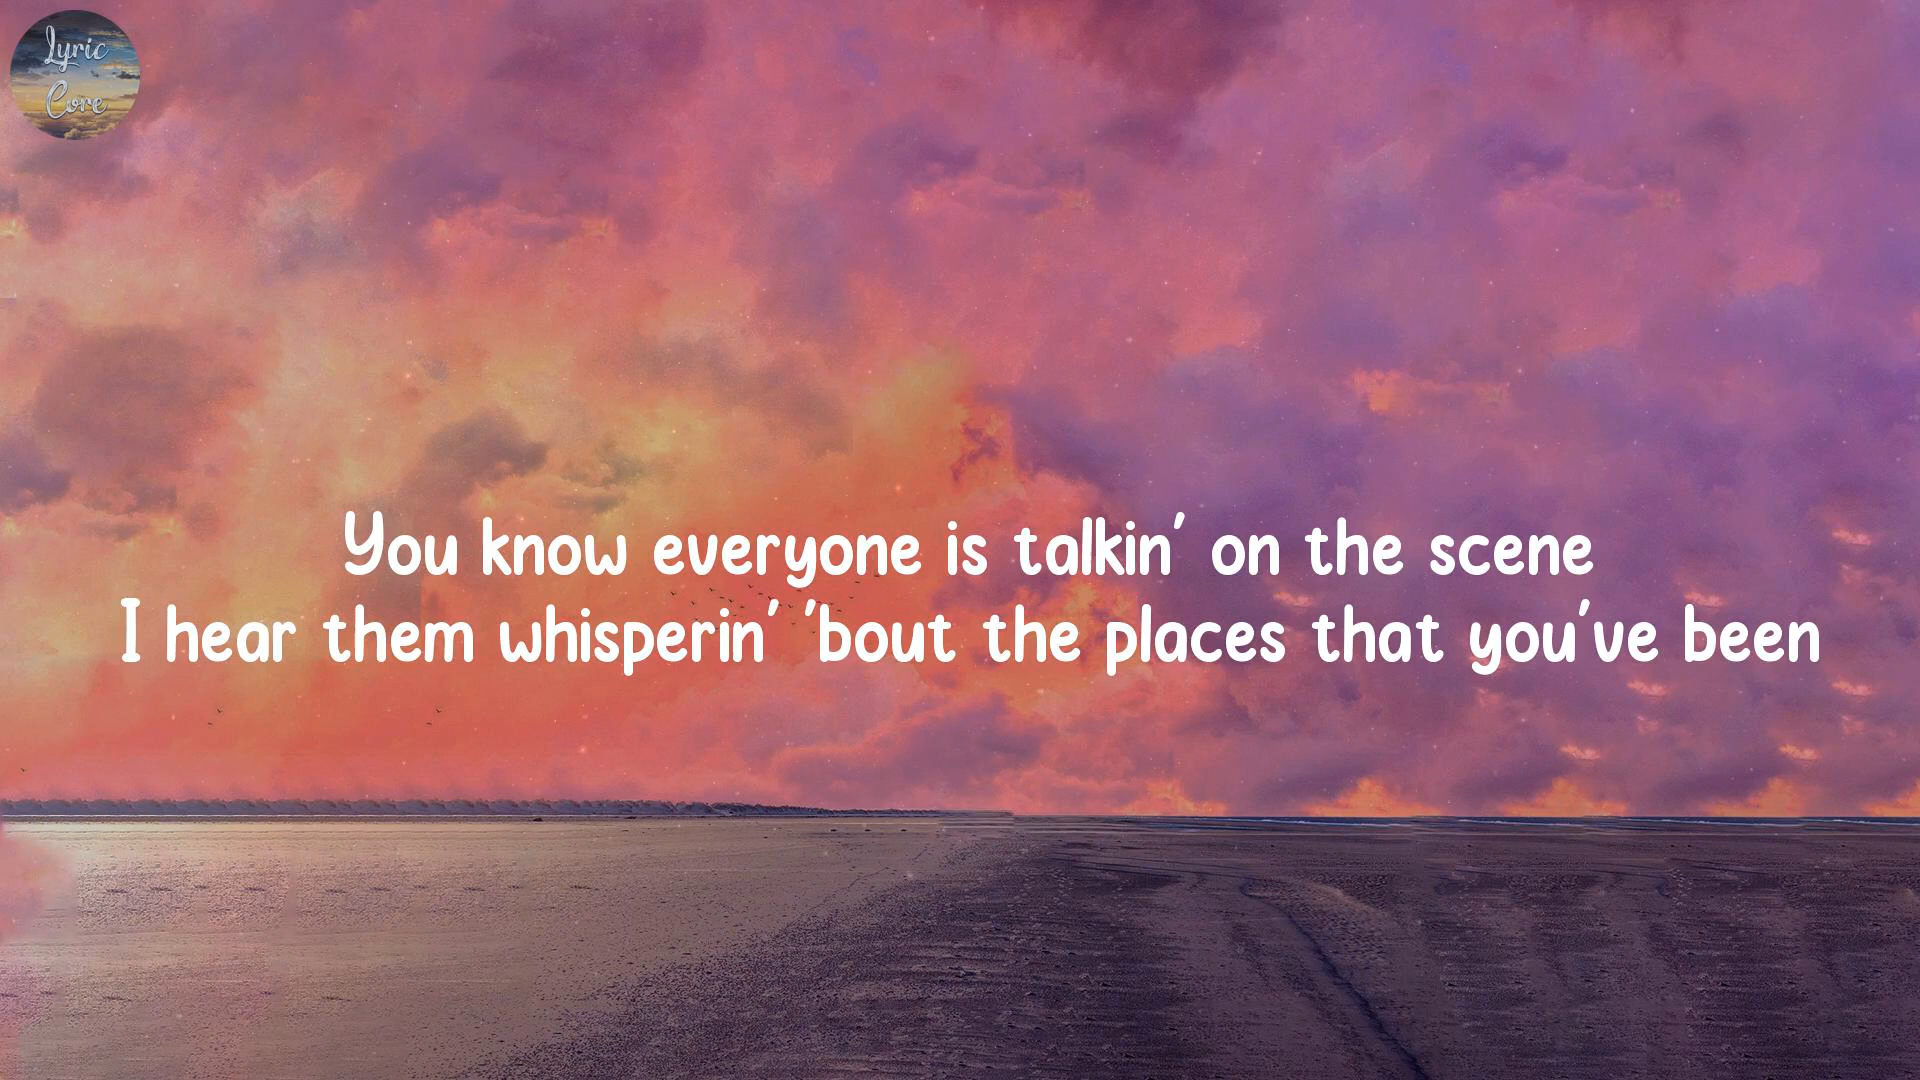 Lyric
Core
You know everyone is talkin' on the scene
I hear them whisperin' 'bout the places that you've been